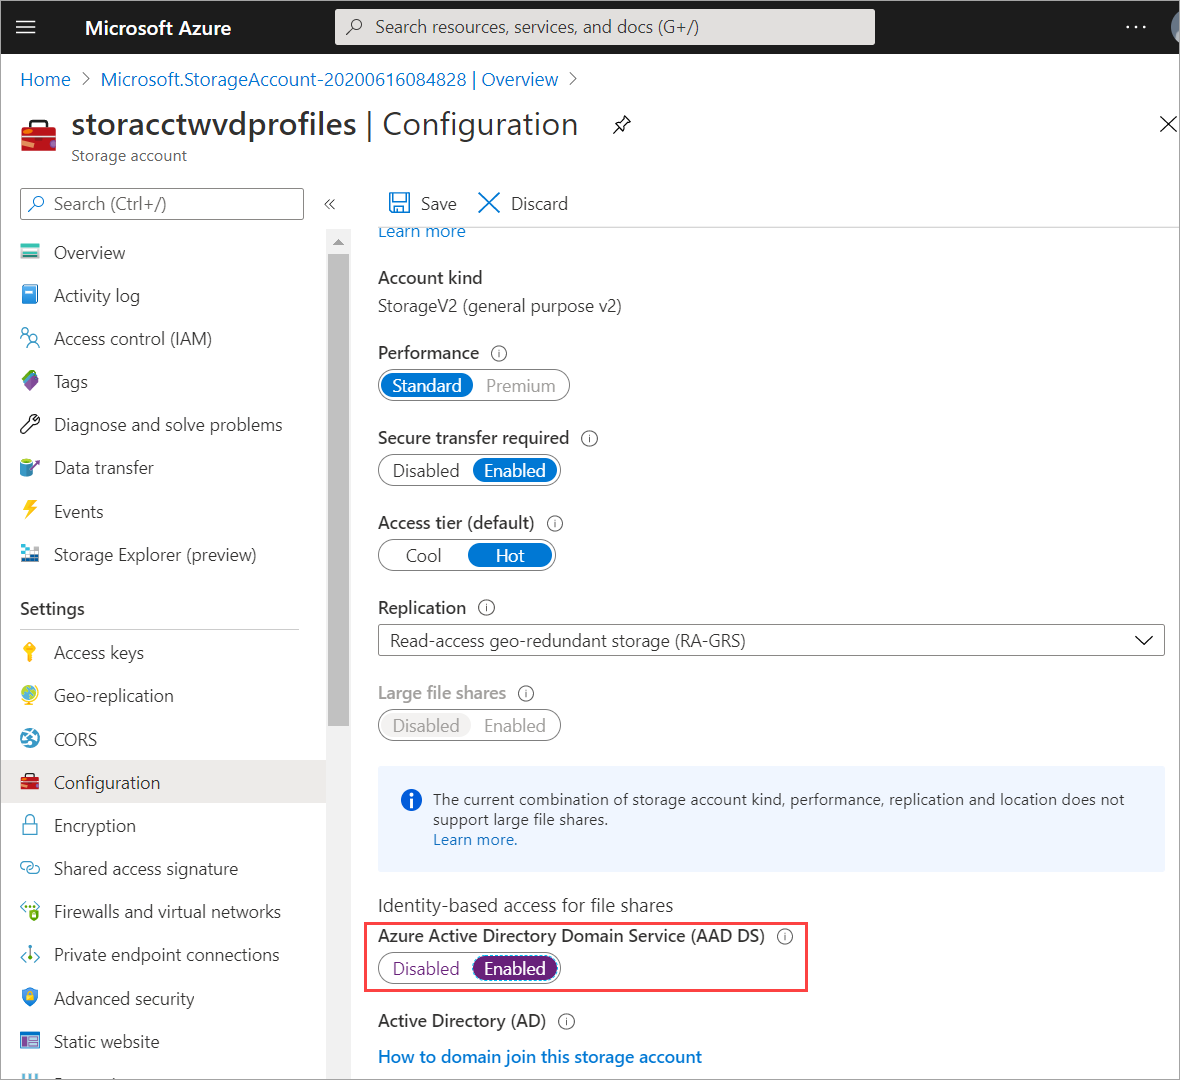 Microsoft Azure
Search resources, services, and docs (G+/)
Home > Microsoft.StorageAccount-20200616084828 | Overview >
storacctwvdprofiles | Configuration
Storage account
Search (Ctrl+/)
«
Save
Discard
Overview
Activity log
Access control (IAM)
Tags
Diagnose and solve problems
Data transfer
Events
Storage Explorer (preview)
Settings
Access keys
Geo-replication
CORS
Configuration
Encryption
Shared access signature
Firewalls and virtual networks
Private endpoint connections
Advanced security
Static website
Learn more
Account kind
StorageV2 (general purpose v2)
Performance
Standard Premium
Secure transfer required
Disabled Enabled
Access tier (default)
Cool Hot
Replication
Read-access geo-redundant storage (RA-GRS)
Large file shares
Disabled Enabled
The current combination of storage account kind, performance, replication and location does not
support large file shares.
Learn more.
Identity-based access for file shares
Azure Active Directory Domain Service (AAD DS)
Disabled Enabled
Active Directory (AD)
How to domain join this storage account